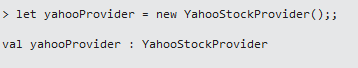 > let yahooProvider = new YahooStockProvider();;
val yahooProvider : YahooStockProvider